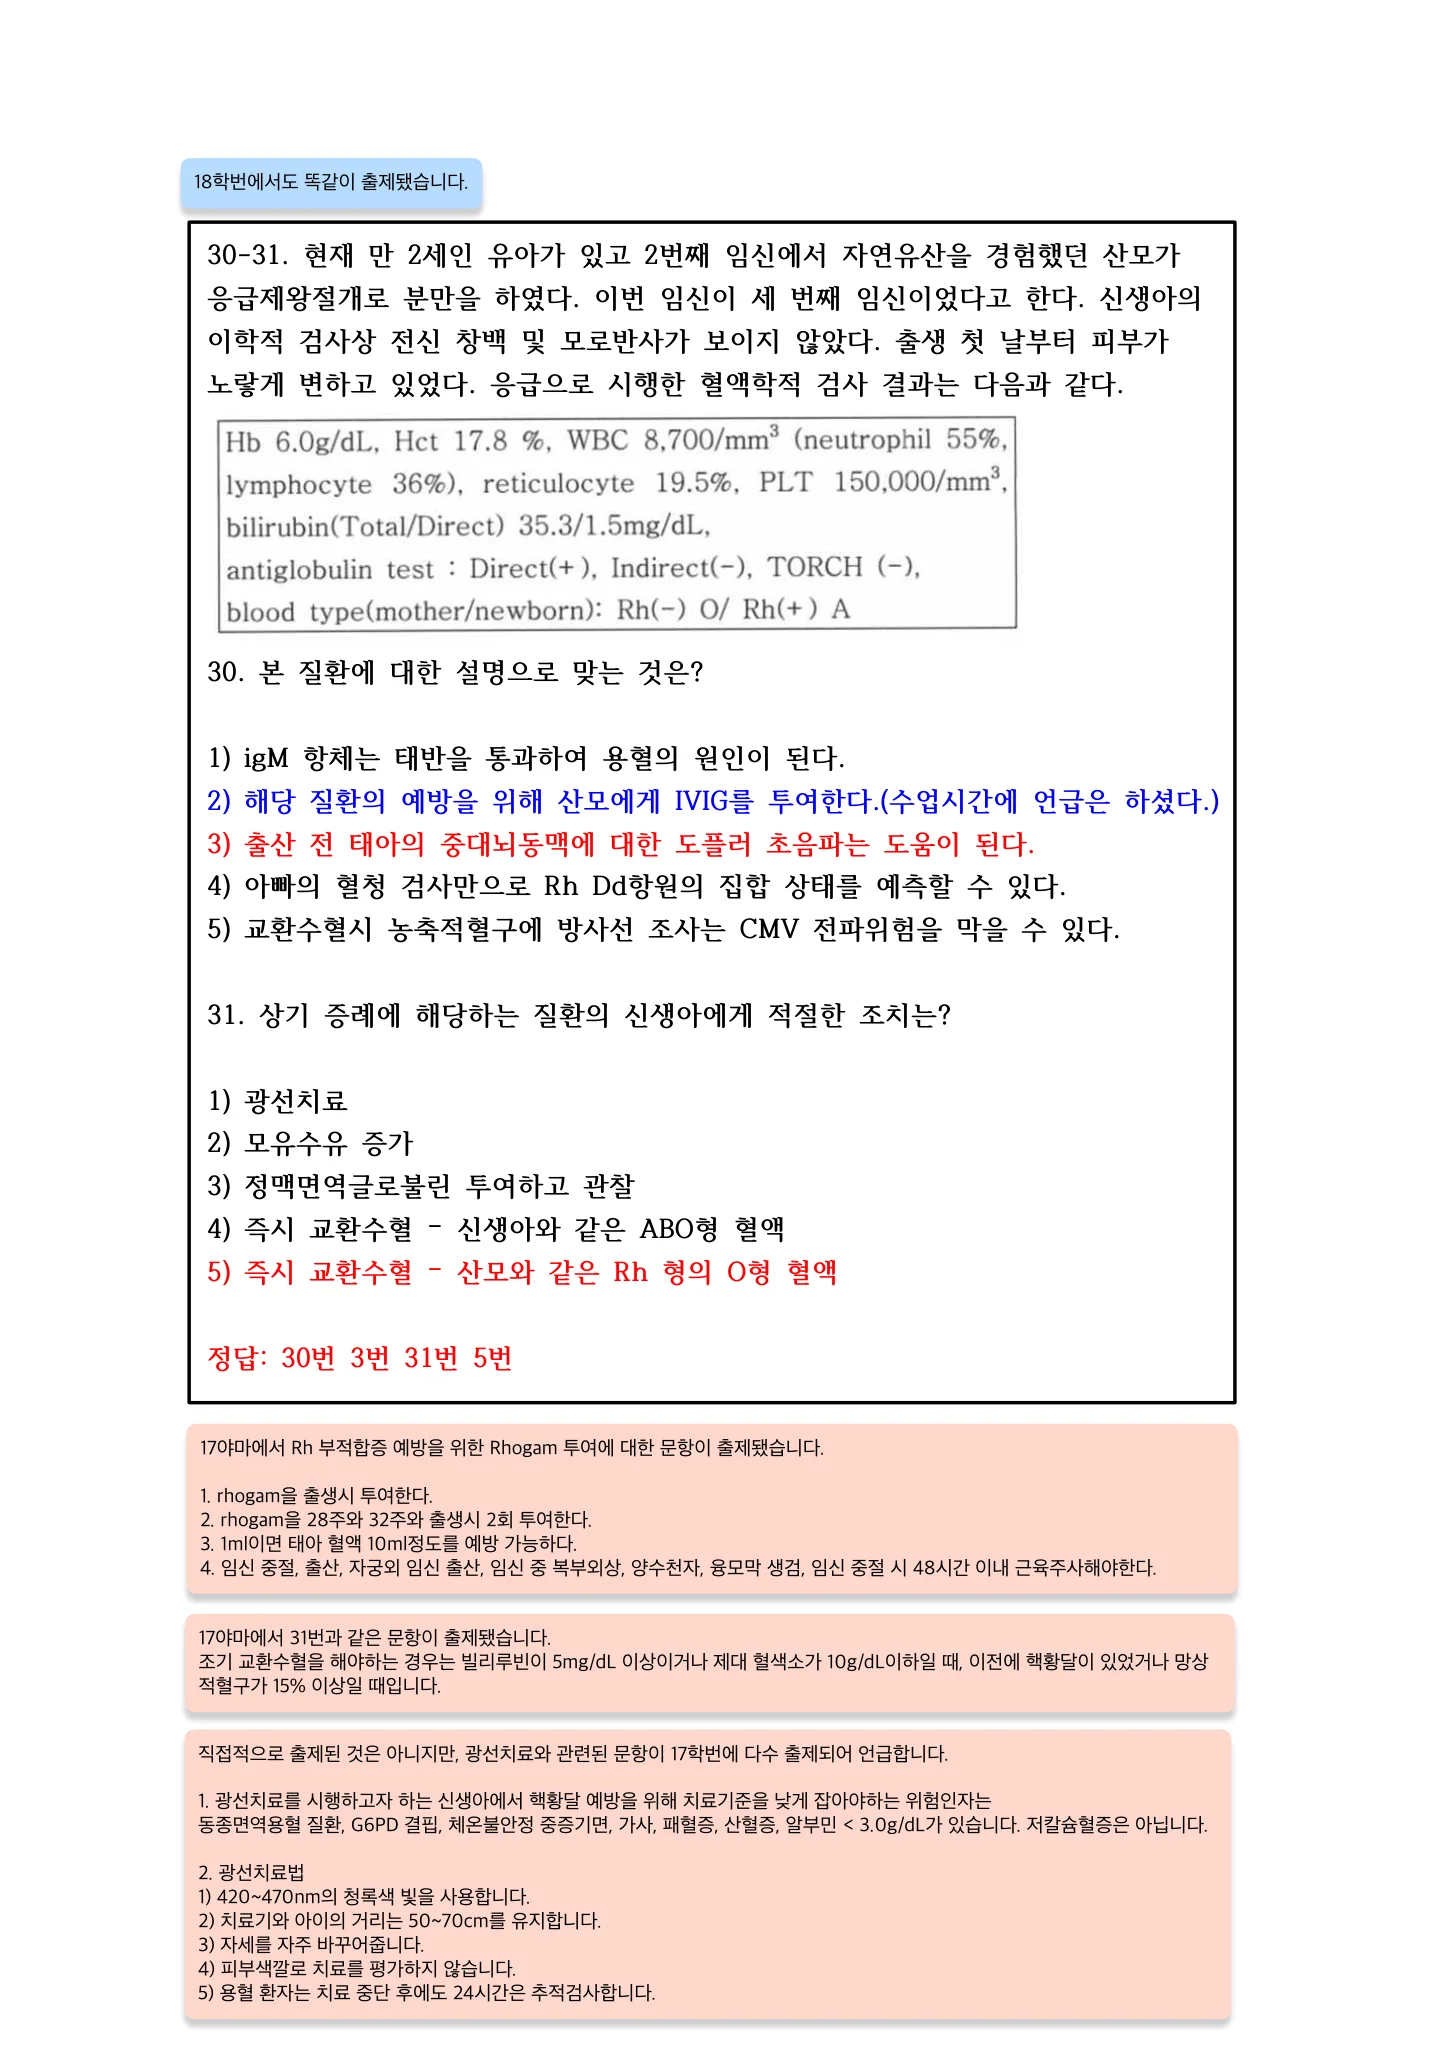 18학번에서도 똑같이 출제됐습니다.
30-31. 현재 만 2세인 유아가 있고 2번째 임신에서 자연유산을 경험했던 산모가
응급제왕절개로 분만을 하였다. 이번 임신이 세 번째 임신이었다고 한다. 신생아의
이학적 검사상 전신 창백 및 모로반사가 보이지 않았다. 출생 첫 날부터 피부가
노랗게 변하고 있었다. 응급으로 시행한 혈액학적 검사 결과는 다음과 같다.
Hb 6.0g/dL, Hct 17.8 %, WBC 8,700/mm³ (neutrophil 55%,
lymphocyte 36%), reticulocyte 19.5%, PLT 150,000/mm³,
bilirubin(Total/Direct) 35.3/1.5mg/dL,
antiglobulin test : Direct(+), Indirect(-), TORCH (-),
blood type(mother/newborn): Rh(-) O/ Rh(+) A
30. 본 질환에 대한 설명으로 맞는 것은?
1) igM 항체는 태반을 통과하여 용혈의 원인이 된다.
2) 해당 질환의 예방을 위해 산모에게 IVIG를 투여한다.(수업시간에 언급은 하셨다.)
3) 출산 전 태아의 중대뇌동맥에 대한 도플러 초음파는 도움이 된다.
4) 아빠의 혈청 검사만으로 Rh Dd항원의 집합 상태를 예측할 수 있다.
5) 교환수혈시 농축적혈구에 방사선 조사는 CMV 전파위험을 막을 수 있다.
31. 상기 증례에 해당하는 질환의 신생아에게 적절한 조치는?
1) 광선치료
2) 모유수유 증가
3) 정맥면역글로불린 투여하고 관찰
4) 즉시 교환수혈 - 신생아와 같은 ABO형 혈액
5) 즉시 교환수혈 - 산모와 같은 Rh 형의 O형 혈액
정답: 30번 3번 31번 5번
17야마에서 Rh 부적합증 예방을 위한 Rhogam 투여에 대한 문항이 출제됐습니다.
1. rhogam을 출생시 투여한다.
2. rhogam을 28주와 32주와 출생시 2회 투여한다.
3. 1ml이면 태아 혈액 10ml정도를 예방 가능하다.
4. 임신 중절, 출산, 자궁외 임신 출산, 임신 중 복부외상, 양수천자, 융모막 생검, 임신 중절 시 48시간 이내 근육주사해야한다.
17야마에서 31번과 같은 문항이 출제됐습니다.
조기 교환수혈을 해야하는 경우는 빌리루빈이 5mg/dL 이상이거나 제대 혈색소가 10g/dL이하일 때, 이전에 핵황달이 있었거나 망상
적혈구가 15% 이상일 때입니다.
직접적으로 출제된 것은 아니지만, 광선치료와 관련된 문항이 17학번에 다수 출제되어 언급합니다.
1. 광선치료를 시행하고자 하는 신생아에서 핵황달 예방을 위해 치료기준을 낮게 잡아야하는 위험인자는
동종면역용혈 질환, G6PD 결핍, 체온불안정 중증기면, 가사, 패혈증, 산혈증, 알부민 < 3.0g/dL가 있습니다. 저칼슘혈증은 아닙니다.
2. 광선치료법
1) 420~470nm의 청록색 빛을 사용합니다.
2) 치료기와 아이의 거리는 50~70cm를 유지합니다.
3) 자세를 자주 바꾸어줍니다.
4) 피부색깔로 치료를 평가하지 않습니다.
5) 용혈 환자는 치료 중단 후에도 24시간은 추적검사합니다.